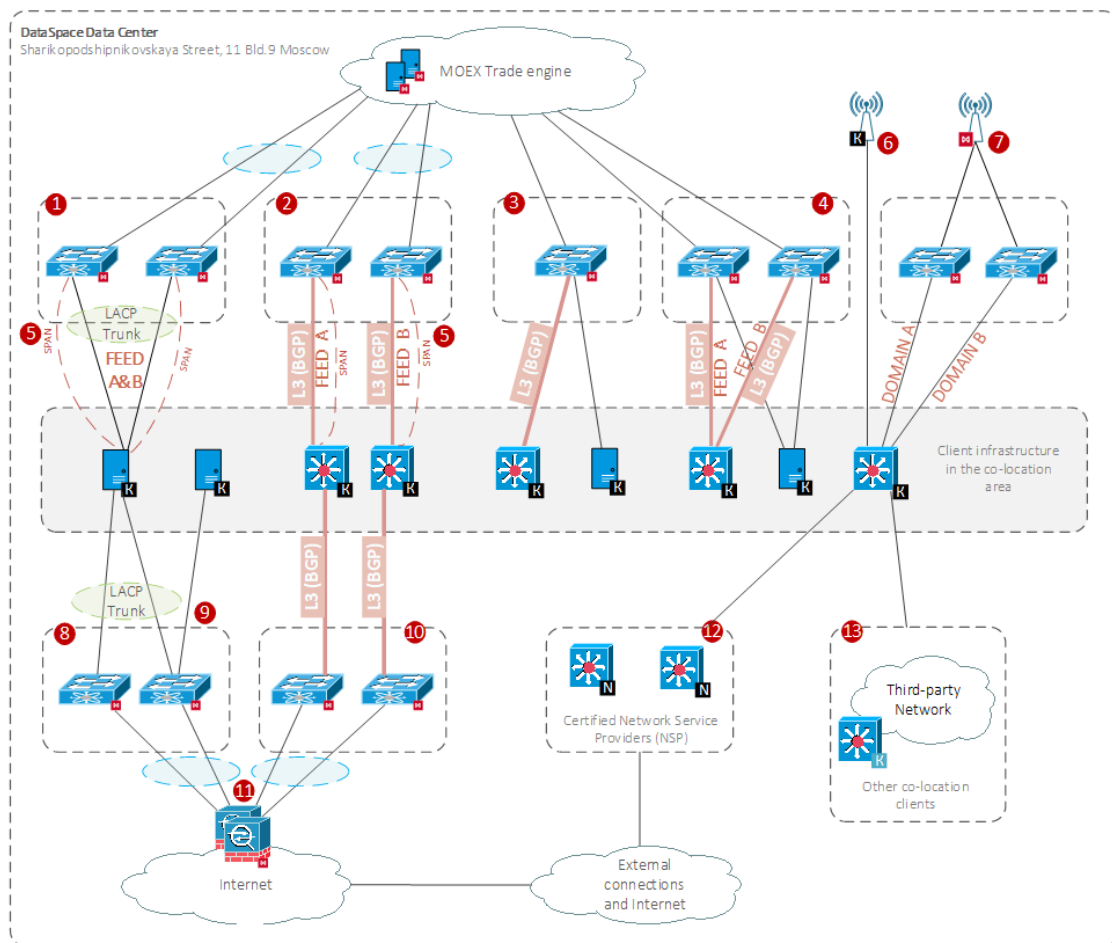 DataSpace Data Center
Sharikopodshipnikovskaya Street, 11 Bld.9 Moscow
MOEX Trade engine
K
6
7
1
2
3
4
5
SPAN
LACP
Trunk
FEED
A&B
SPAN
L3 (BGP)
FEED A
SPAN
L3 (BGP)
FEED B
SPAN
5
L3 (BGP)
L3 (BGP)
FEED A
FEED B
L3 (BGP)
DOMAIN A
DOMAIN B
K
K
K
K
K
K
K
K
K
Client infrastructure
in the co-location
area
LACP
Trunk
L3 (BGP)
L3 (BGP)
8
9
10
12
13
N
N
Certified Network Service
Providers (NSP)
Third-party
Network
K
Other co-location
clients
11
Internet
External
connections
and Internet